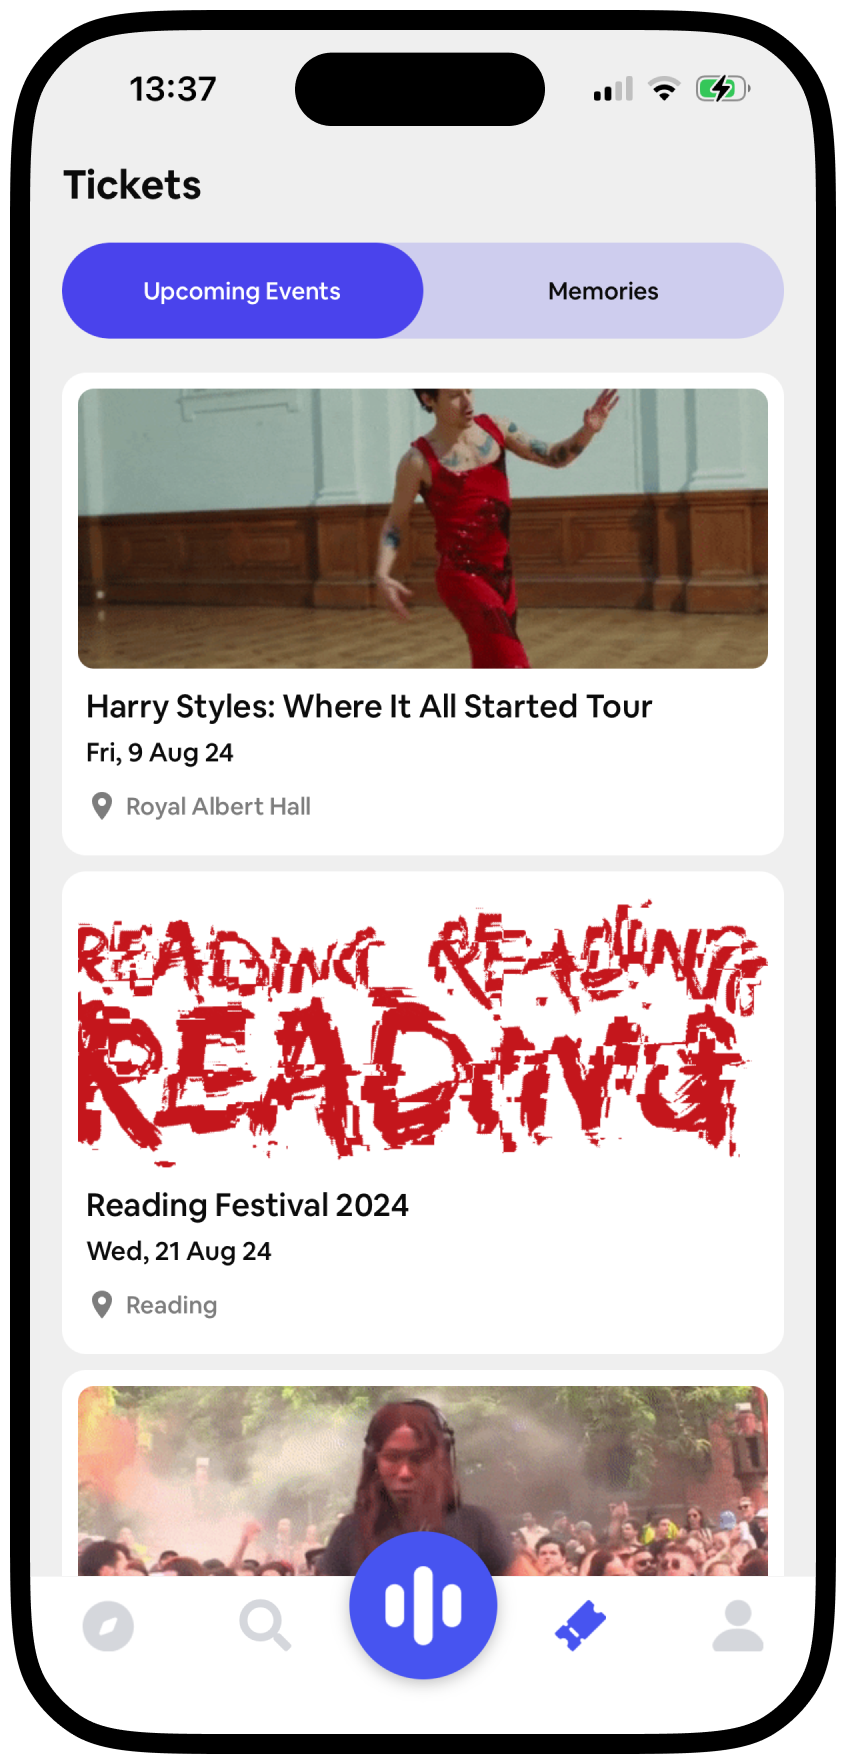 13:37
Tickets
Upcoming Events
Memories
Harry Styles: Where It All Started Tour
Fri, 9 Aug 24
Royal Albert Hall
READING READING
READING
Reading Festival 2024
Wed, 21 Aug 24
Reading